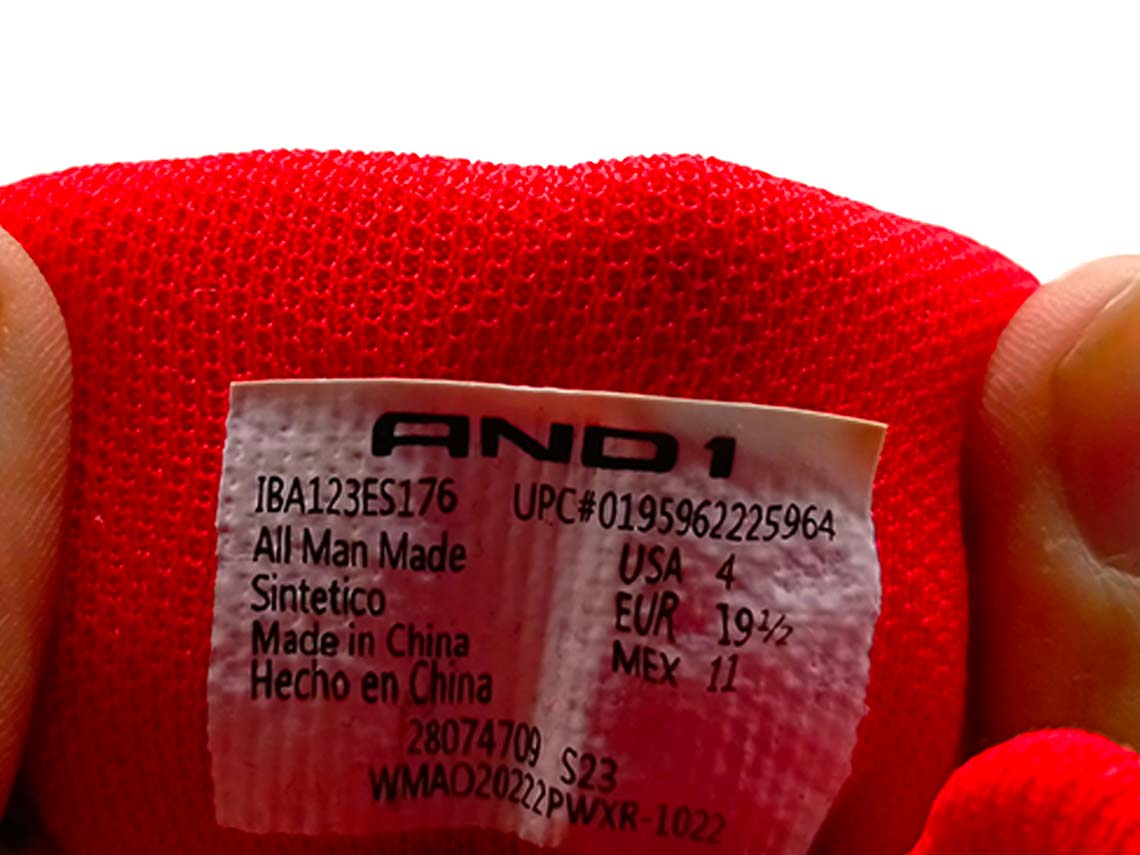 AND1
IBA123ES176 UPC#0195962225964
All Man Made USA 4
Sintetico EUR 19½
Made in China MEX 11
Hecho en China
28074709 S23
WMAO20222PWXR-1022